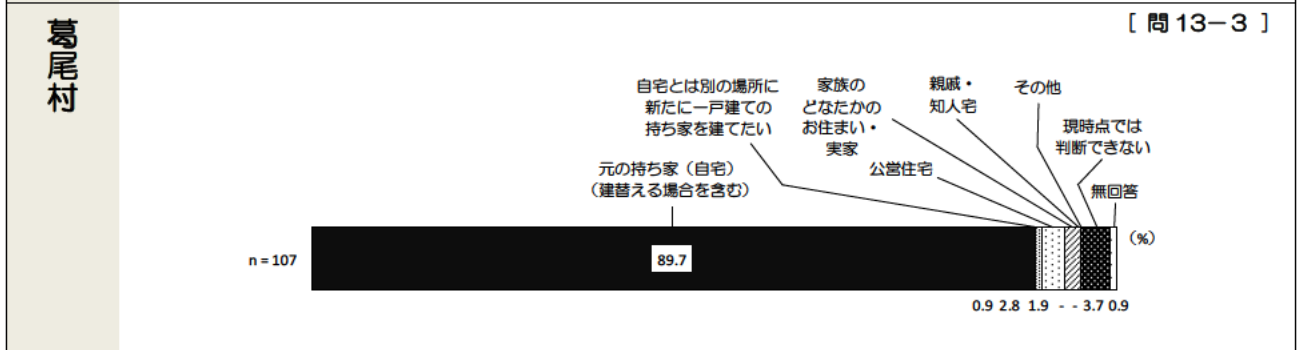 葛尾村
[ 問13-3 ]
自宅とは別の場所に
新たに一戸建ての
持ち家を建てたい
家族の
どなたかの
お住まい・
実家
親戚・
知人宅
その他
現時点では
判断できない
元の持ち家(自宅)
(建替える場合を含む)
公営住宅
無回答
(%)
n = 107
89.7
0.9 2.8 1.9 - - 3.7 0.9